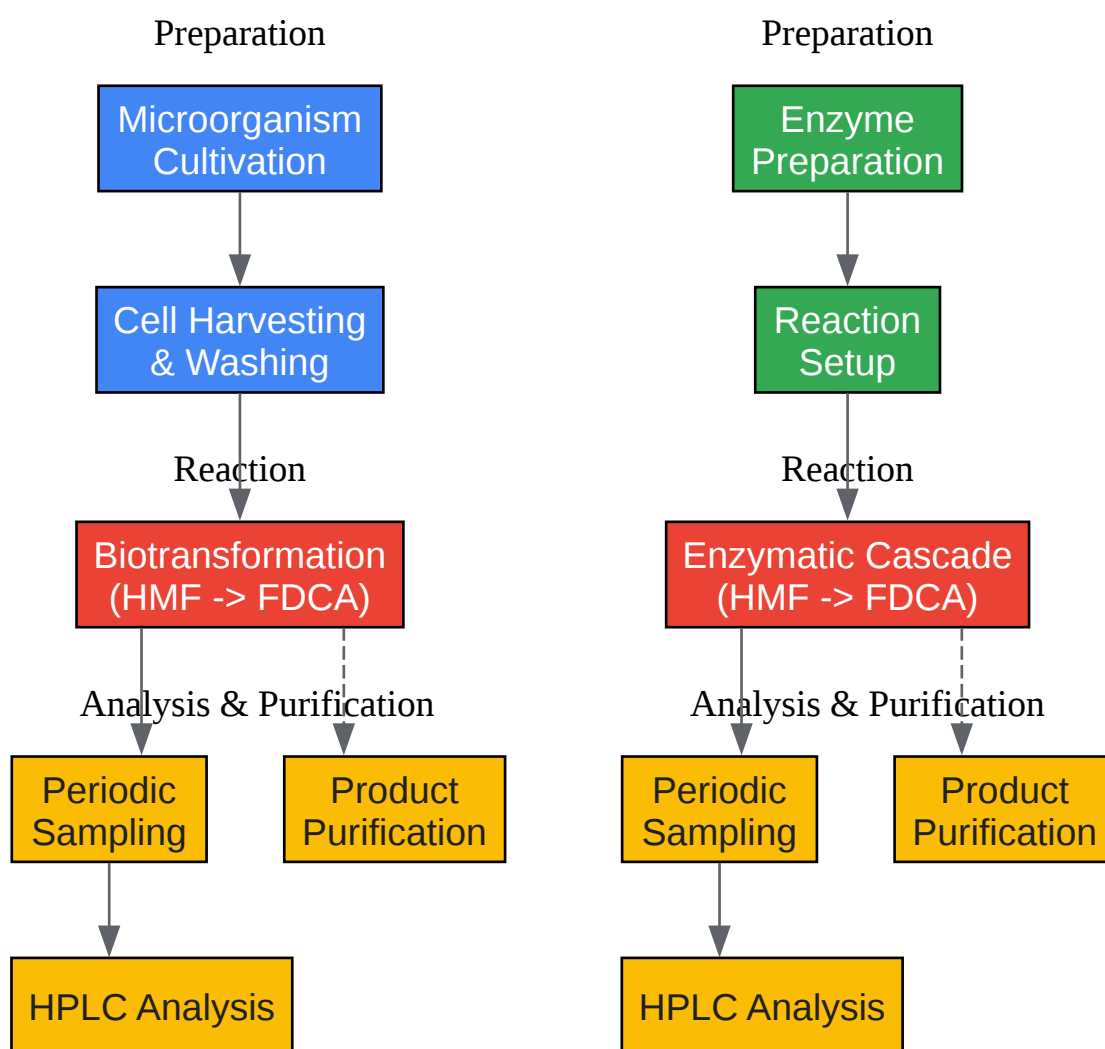 Preparation
Microorganism
Cultivation
Cell Harvesting
& Washing
Reaction
Biotransformation
(HMF -> FDCA)
Analysis & Purification
Periodic
Sampling
Product
Purification
HPLC Analysis
Preparation
Enzyme
Preparation
Reaction
Setup
Reaction
Enzymatic Cascade
(HMF -> FDCA)
Analysis & Purification
Periodic
Sampling
Product
Purification
HPLC Analysis